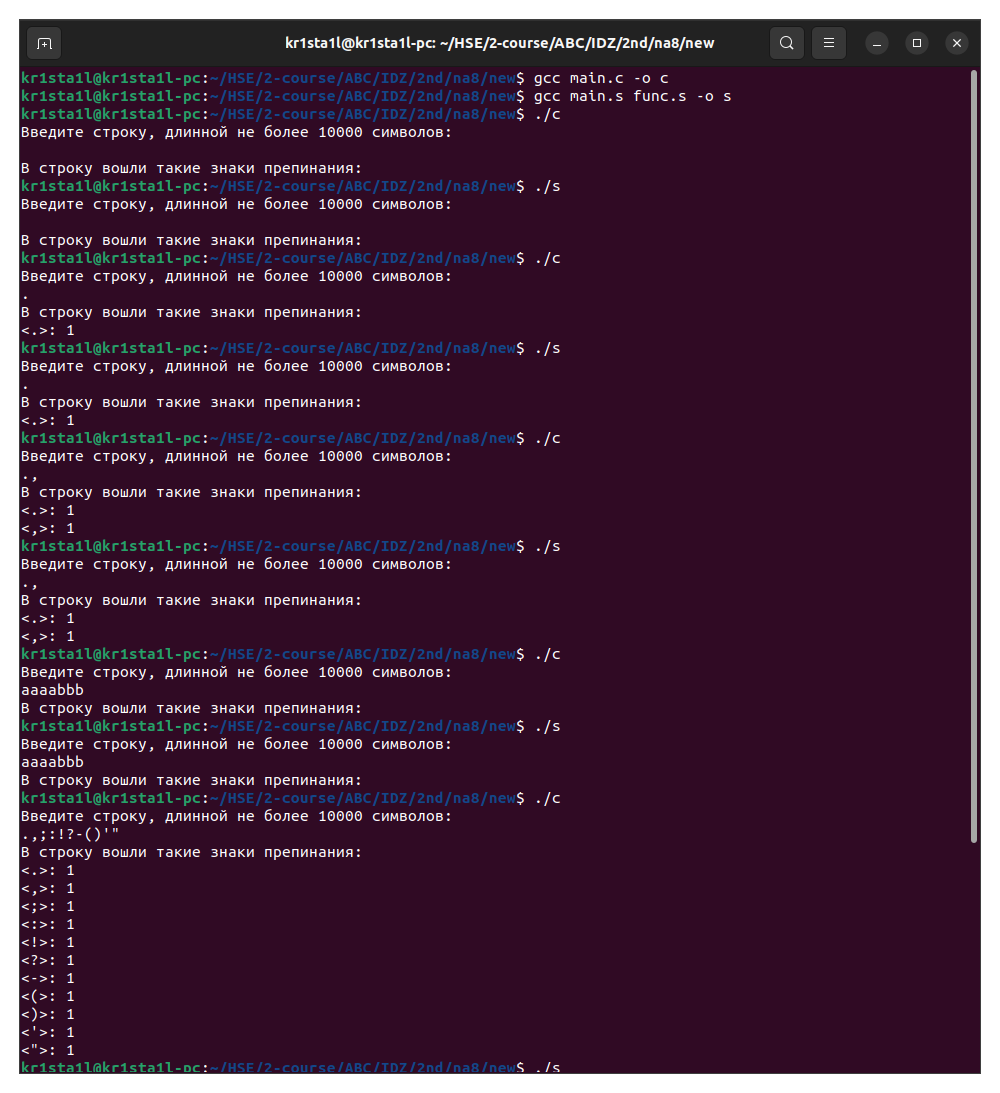 kr1sta1l@kr1sta1l-pc: ~/HSE/2-course/ABC/IDZ/2nd/na8/new
kr1sta1l@kr1sta1l-pc:~/HSE/2-course/ABC/IDZ/2nd/na8/new$ gcc main.c -o c
kr1sta1l@kr1sta1l-pc:~/HSE/2-course/ABC/IDZ/2nd/na8/new$ gcc main.s func.s -o s
kr1sta1l@kr1sta1l-pc:~/HSE/2-course/ABC/IDZ/2nd/na8/new$ ./c
Введите строку, длинной не более 10000 символов:
В строку вошли такие знаки препинания:
kr1sta1l@kr1sta1l-pc:~/HSE/2-course/ABC/IDZ/2nd/na8/new$ ./s
Введите строку, длинной не более 10000 символов:
В строку вошли такие знаки препинания:
kr1sta1l@kr1sta1l-pc:~/HSE/2-course/ABC/IDZ/2nd/na8/new$ ./c
Введите строку, длинной не более 10000 символов:
.
В строку вошли такие знаки препинания:
<.>: 1
kr1sta1l@kr1sta1l-pc:~/HSE/2-course/ABC/IDZ/2nd/na8/new$ ./s
Введите строку, длинной не более 10000 символов:
.
В строку вошли такие знаки препинания:
<.>: 1
kr1sta1l@kr1sta1l-pc:~/HSE/2-course/ABC/IDZ/2nd/na8/new$ ./c
Введите строку, длинной не более 10000 символов:
.,
В строку вошли такие знаки препинания:
<.>: 1
<,>: 1
kr1sta1l@kr1sta1l-pc:~/HSE/2-course/ABC/IDZ/2nd/na8/new$ ./s
Введите строку, длинной не более 10000 символов:
.,
В строку вошли такие знаки препинания:
<.>: 1
<,>: 1
kr1sta1l@kr1sta1l-pc:~/HSE/2-course/ABC/IDZ/2nd/na8/new$ ./c
Введите строку, длинной не более 10000 символов:
aaaabbb
В строку вошли такие знаки препинания:
kr1sta1l@kr1sta1l-pc:~/HSE/2-course/ABC/IDZ/2nd/na8/new$ ./s
Введите строку, длинной не более 10000 символов:
aaaabbb
В строку вошли такие знаки препинания:
kr1sta1l@kr1sta1l-pc:~/HSE/2-course/ABC/IDZ/2nd/na8/new$ ./c
Введите строку, длинной не более 10000 символов:
.,;:!?-()'"
В строку вошли такие знаки препинания:
<.>: 1
<,>: 1
<;>: 1
<:>: 1
<!>: 1
<?>: 1
<->: 1
<(>: 1
<)>: 1
<'>: 1
<">: 1
kr1sta1l@kr1sta1l-pc:~/HSE/2-course/ABC/IDZ/2nd/na8/new$ ./s